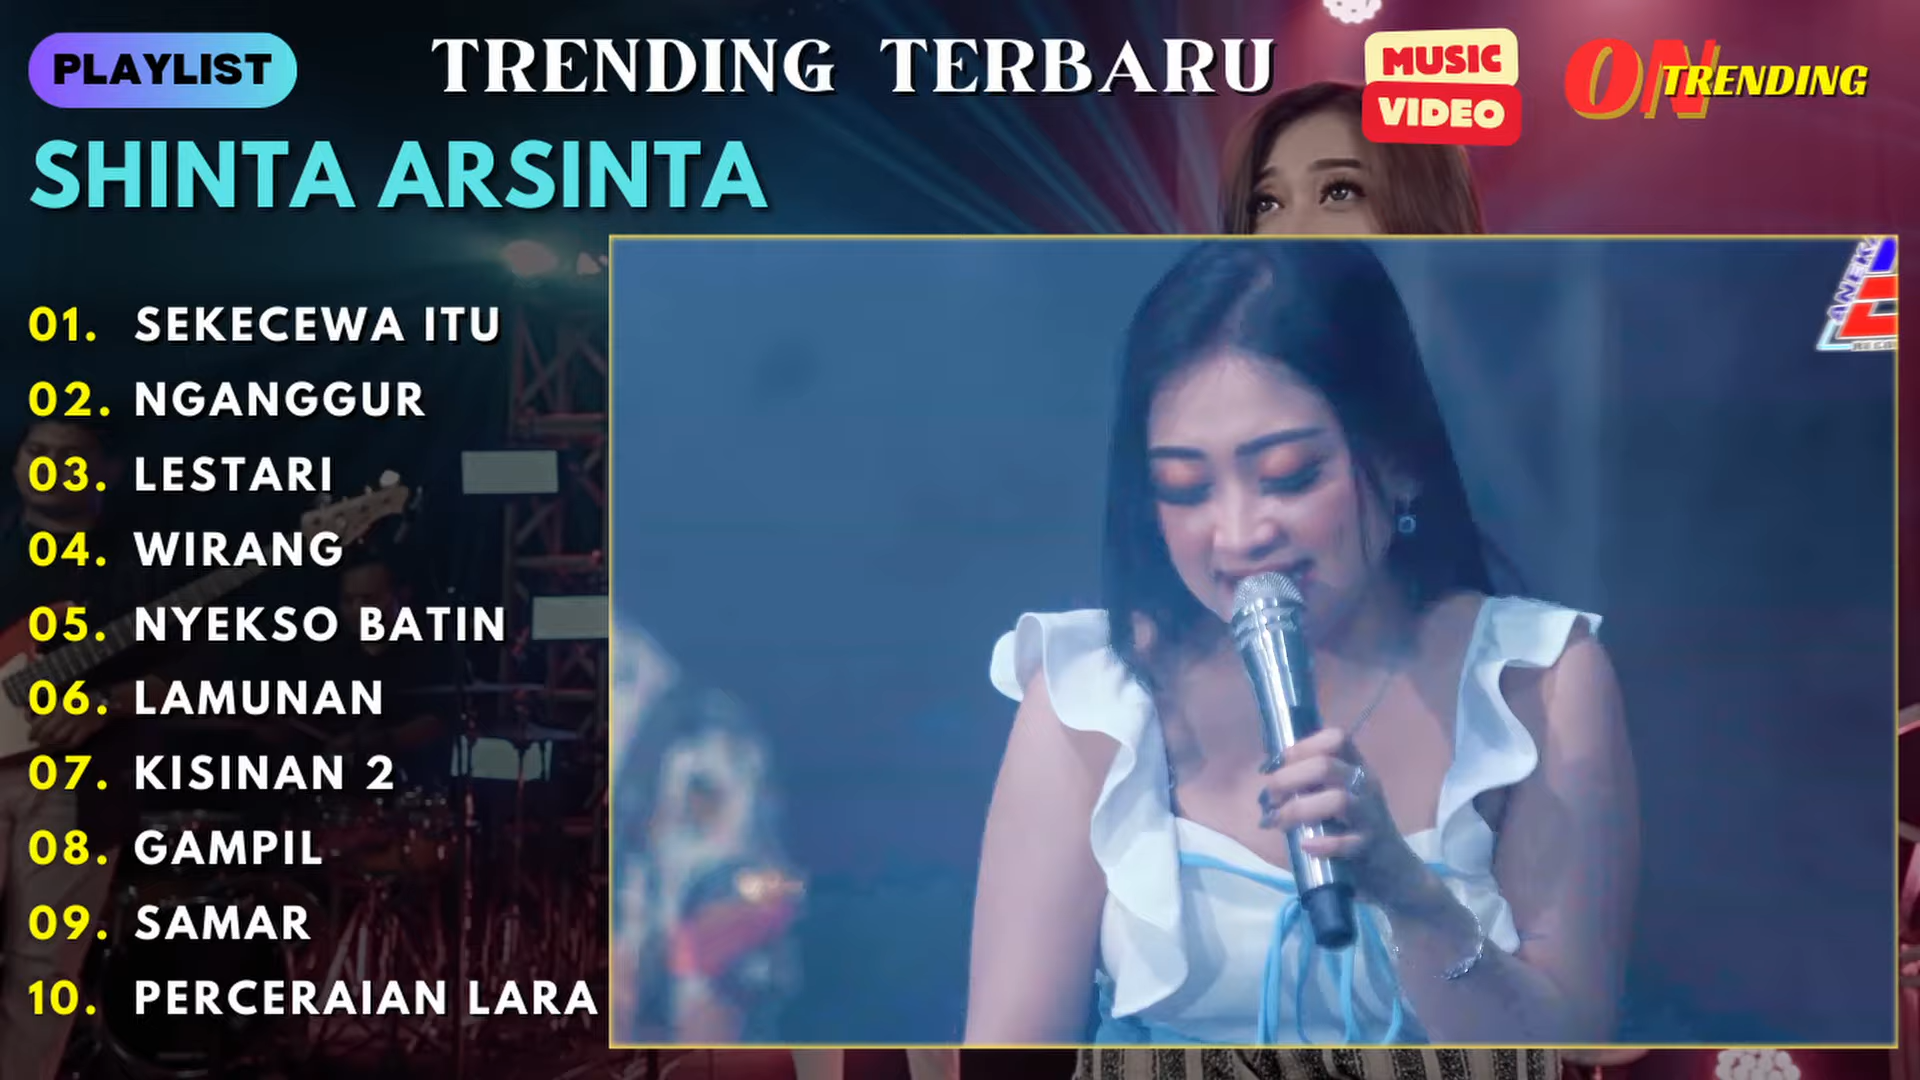 PLAYLIST
TRENDING TERBARU
MUSIC
VIDEO
ON TRENDING
SHINTA ARSINTA
01. SEKECEWA ITU
02. NGANGGUR
03. LESTARI
04. WIRANG
05. NYEKSO BATIN
06. LAMUNAN
07. KISINAN 2
08. GAMPIL
09. SAMAR
10. PERCERAIAN LARA